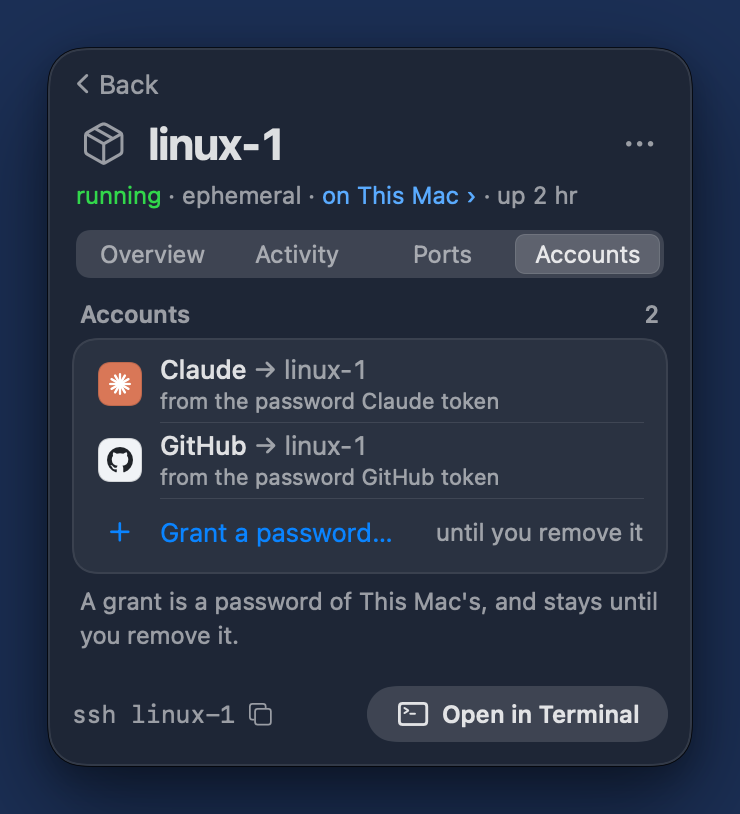 Back
linux-1
running · ephemeral · on This Mac › · up 2 hr
Overview Activity Ports Accounts
Accounts 2
Claude → linux-1
from the password Claude token
GitHub → linux-1
from the password GitHub token
+ Grant a password... until you remove it
A grant is a password of This Mac's, and stays until
you remove it.
ssh linux-1 Open in Terminal